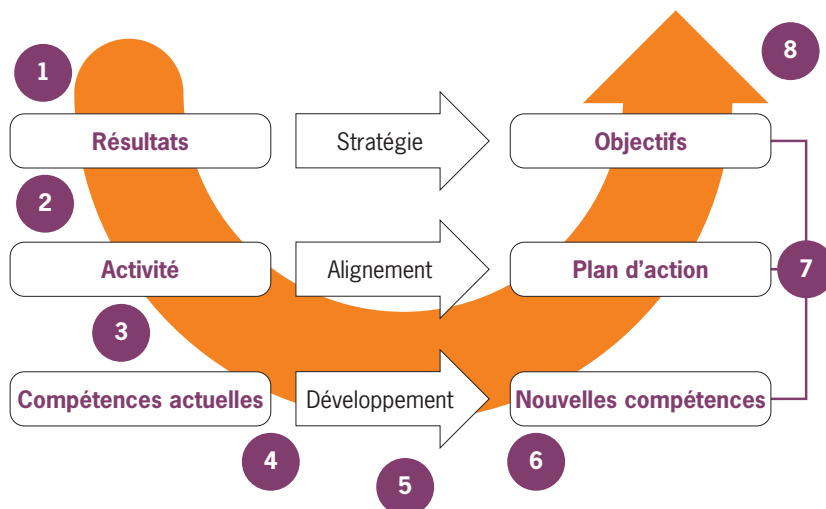 1
8
Résultats
Stratégie
Objectifs
2
Activité
Alignement
Plan d’action
7
3
Compétences actuelles
Développement
Nouvelles compétences
4
5
6